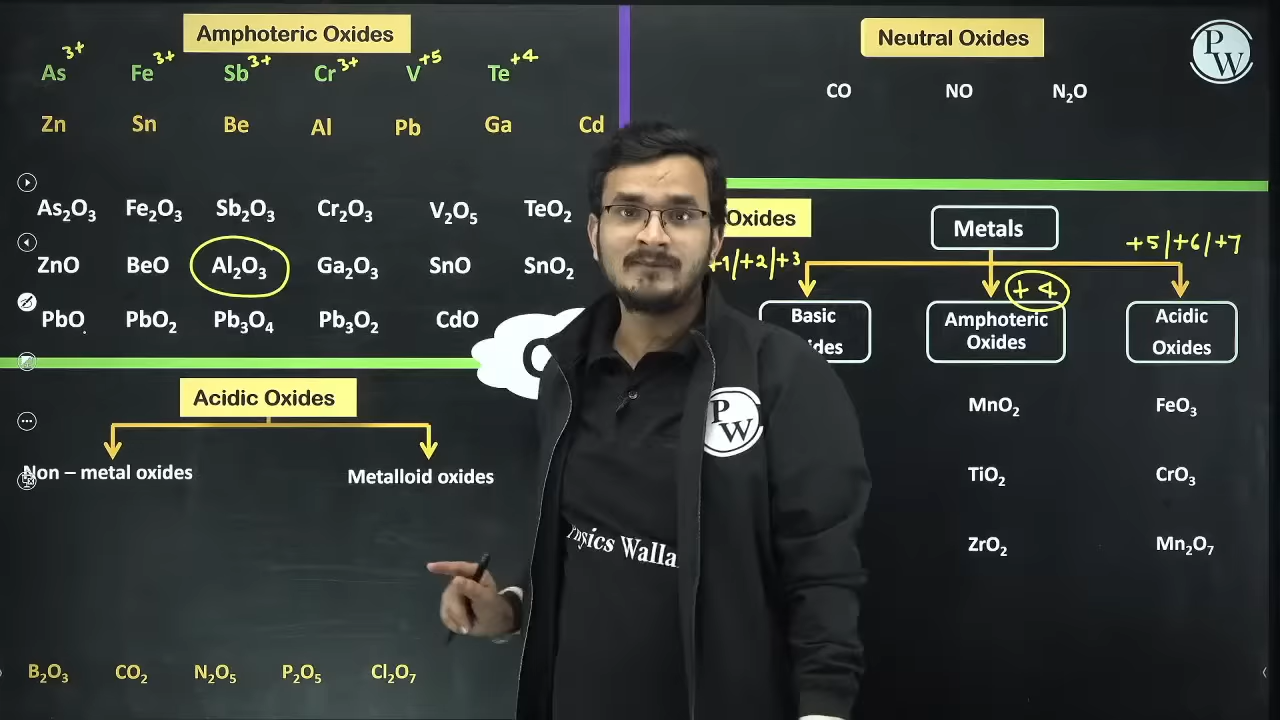 Amphoteric Oxides
As³⁺ Fe³⁺ Sb³⁺ Cr³⁺ V⁺⁵ Te⁺⁴
Zn Sn Be Al Pb Ga Cd
As₂O₃ Fe₂O₃ Sb₂O₃ Cr₂O₃ V₂O₅ TeO₂
ZnO BeO Al₂O₃ Ga₂O₃ SnO SnO₂
PbO PbO₂ Pb₃O₄ Pb₃O₂ CdO
Neutral Oxides
CO NO N₂O
PW
Oxides
Metals
+1/+2/+3
+4
+5/+6/+7
Basic
Amphoteric
Oxides
Acidic
Oxides
MnO₂ FeO₃
TiO₂ CrO₃
ZrO₂ Mn₂O₇
Acidic Oxides
Non – metal oxides Metalloid oxides
B₂O₃ CO₂ N₂O₅ P₂O₅ Cl₂O₇
PW
Physics Walla